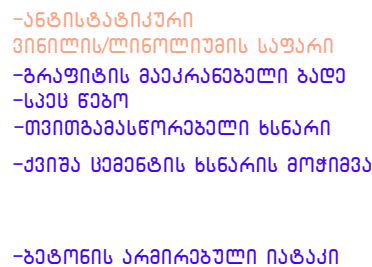 -ანტისტატიკური
ვინილის/ლინოლიუმის საფარი
-გრაფიტის მაეკრანებელი ბადე
-სპეც წებო
-თვითგამასწორებელი ხსნარი
-ქვიშა ცემენტის ხსნარის მოჭიმვა
-ბეტონის არმირებული იატაკი